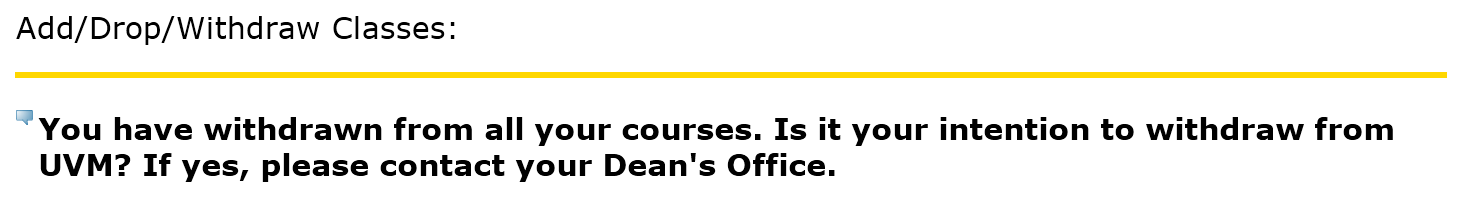 Add/Drop/Withdraw Classes:
You have withdrawn from all your courses. Is it your intention to withdraw from
UVM? If yes, please contact your Dean's Office.